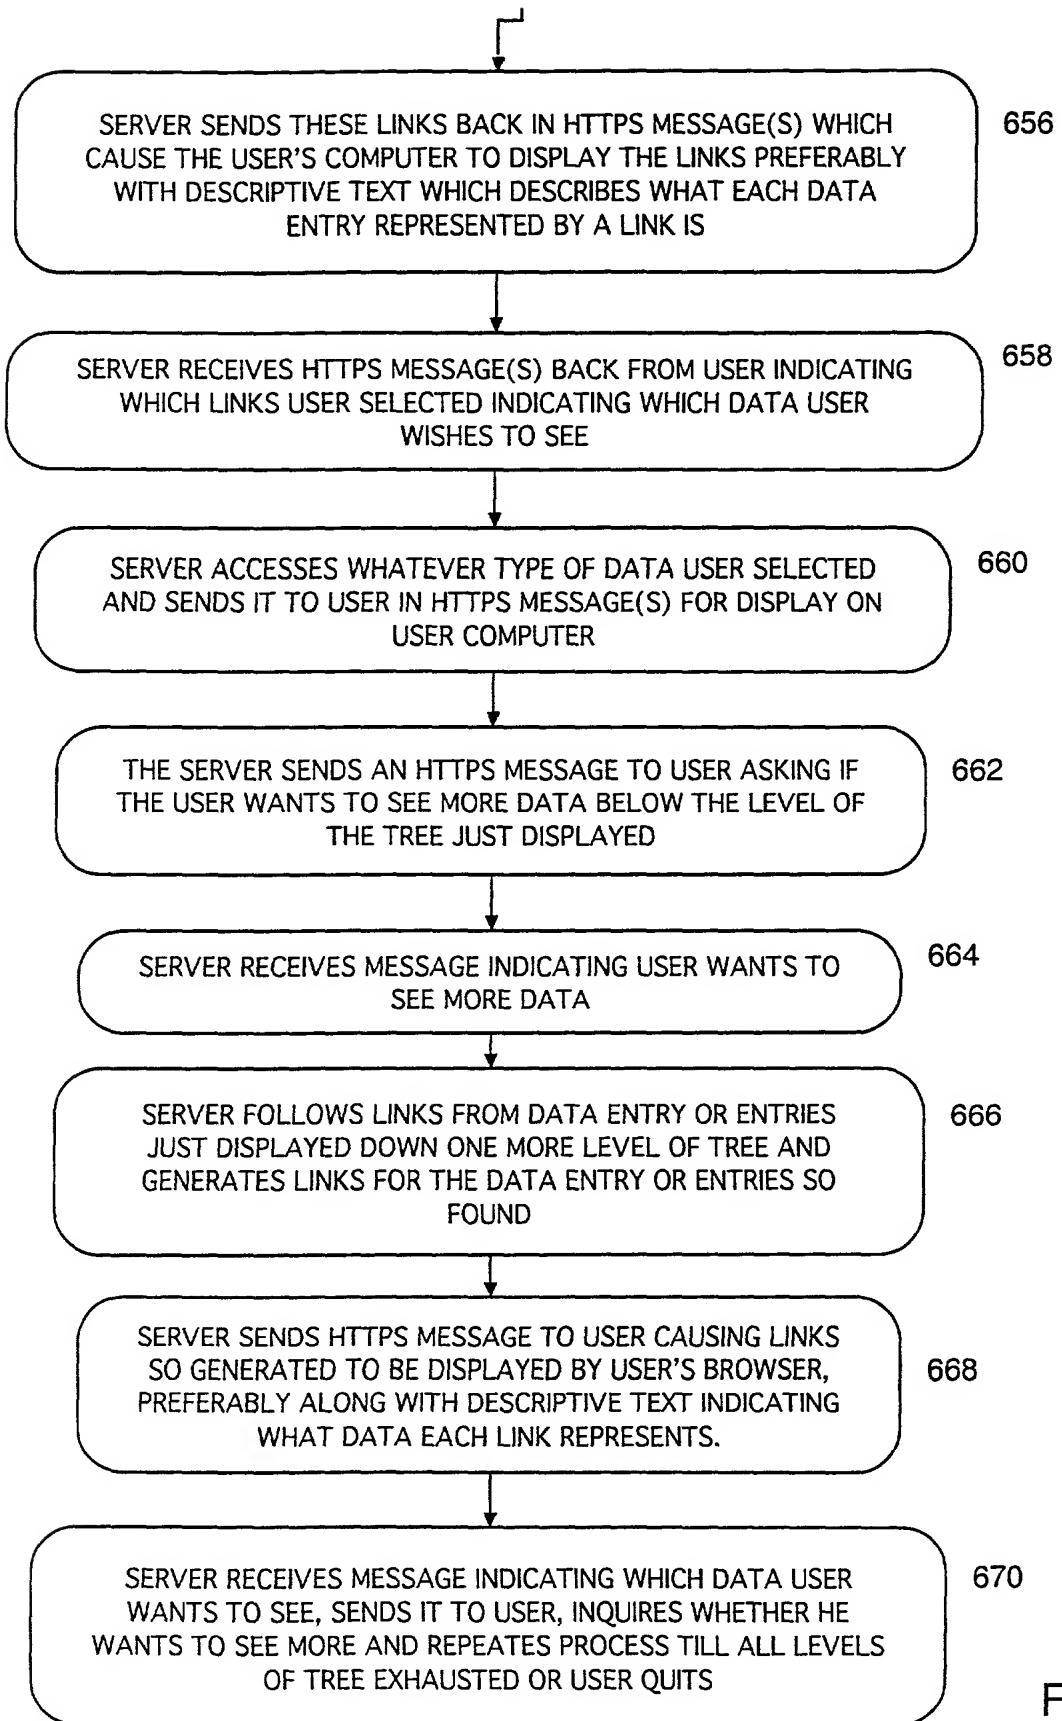 SERVER SENDS THESE LINKS BACK IN HTTPS MESSAGE(S) WHICH
CAUSE THE USER'S COMPUTER TO DISPLAY THE LINKS PREFERABLY
WITH DESCRIPTIVE TEXT WHICH DESCRIBES WHAT EACH DATA
ENTRY REPRESENTED BY A LINK IS
656
SERVER RECEIVES HTTPS MESSAGE(S) BACK FROM USER INDICATING
WHICH LINKS USER SELECTED INDICATING WHICH DATA USER
WISHES TO SEE
658
SERVER ACCESSES WHATEVER TYPE OF DATA USER SELECTED
AND SENDS IT TO USER IN HTTPS MESSAGE(S) FOR DISPLAY ON
USER COMPUTER
660
THE SERVER SENDS AN HTTPS MESSAGE TO USER ASKING IF
THE USER WANTS TO SEE MORE DATA BELOW THE LEVEL OF
THE TREE JUST DISPLAYED
662
SERVER RECEIVES MESSAGE INDICATING USER WANTS TO
SEE MORE DATA
664
SERVER FOLLOWS LINKS FROM DATA ENTRY OR ENTRIES
JUST DISPLAYED DOWN ONE MORE LEVEL OF TREE AND
GENERATES LINKS FOR THE DATA ENTRY OR ENTRIES SO
FOUND
666
SERVER SENDS HTTPS MESSAGE TO USER CAUSING LINKS
SO GENERATED TO BE DISPLAYED BY USER'S BROWSER,
PREFERABLY ALONG WITH DESCRIPTIVE TEXT INDICATING
WHAT DATA EACH LINK REPRESENTS.
668
SERVER RECEIVES MESSAGE INDICATING WHICH DATA USER
WANTS TO SEE, SENDS IT TO USER, INQUIRES WHETHER HE
WANTS TO SEE MORE AND REPEATES PROCESS TILL ALL LEVELS
OF TREE EXHAUSTED OR USER QUITS
670
F